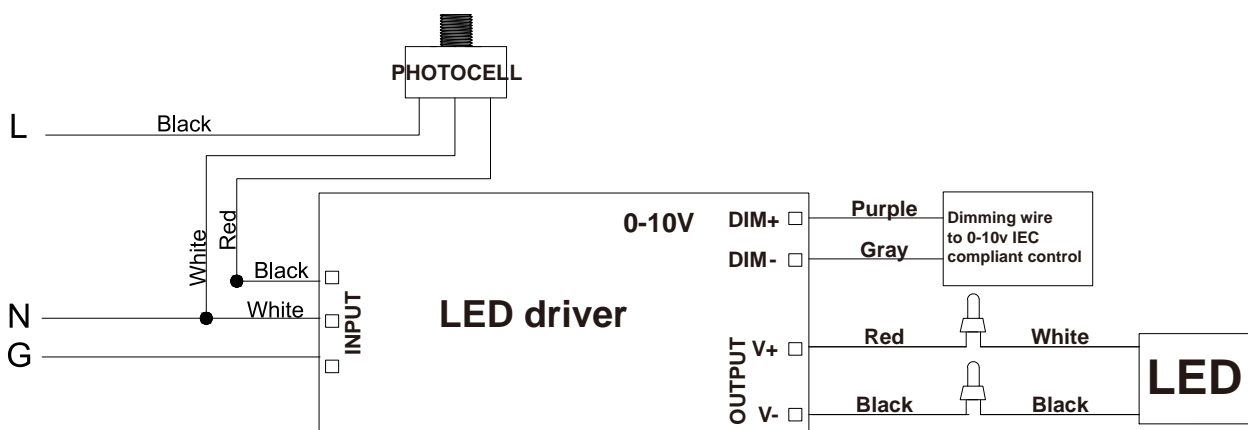 PHOTOCELL
L
Black
White
Red
0-10V
DIM+
Purple
Dimming wire
to 0-10v IEC
compliant control
DIM-
Gray
Black
N
White
INPUT
LED driver
G
OUTPUT
V+
Red
White
LED
V-
Black
Black